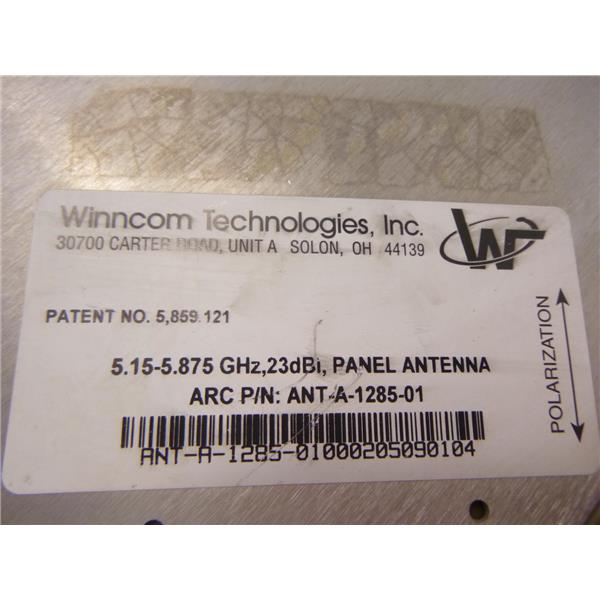 Winncom Technologies, Inc.
30700 CARTER ROAD, UNIT A SOLON, OH 44139
PATENT NO. 5,859.121
5.15-5.875 GHz,23dBi, PANEL ANTENNA
ARC P/N: ANT-A-1285-01
ANT-A-1285-01000205090104
POLARIZATION